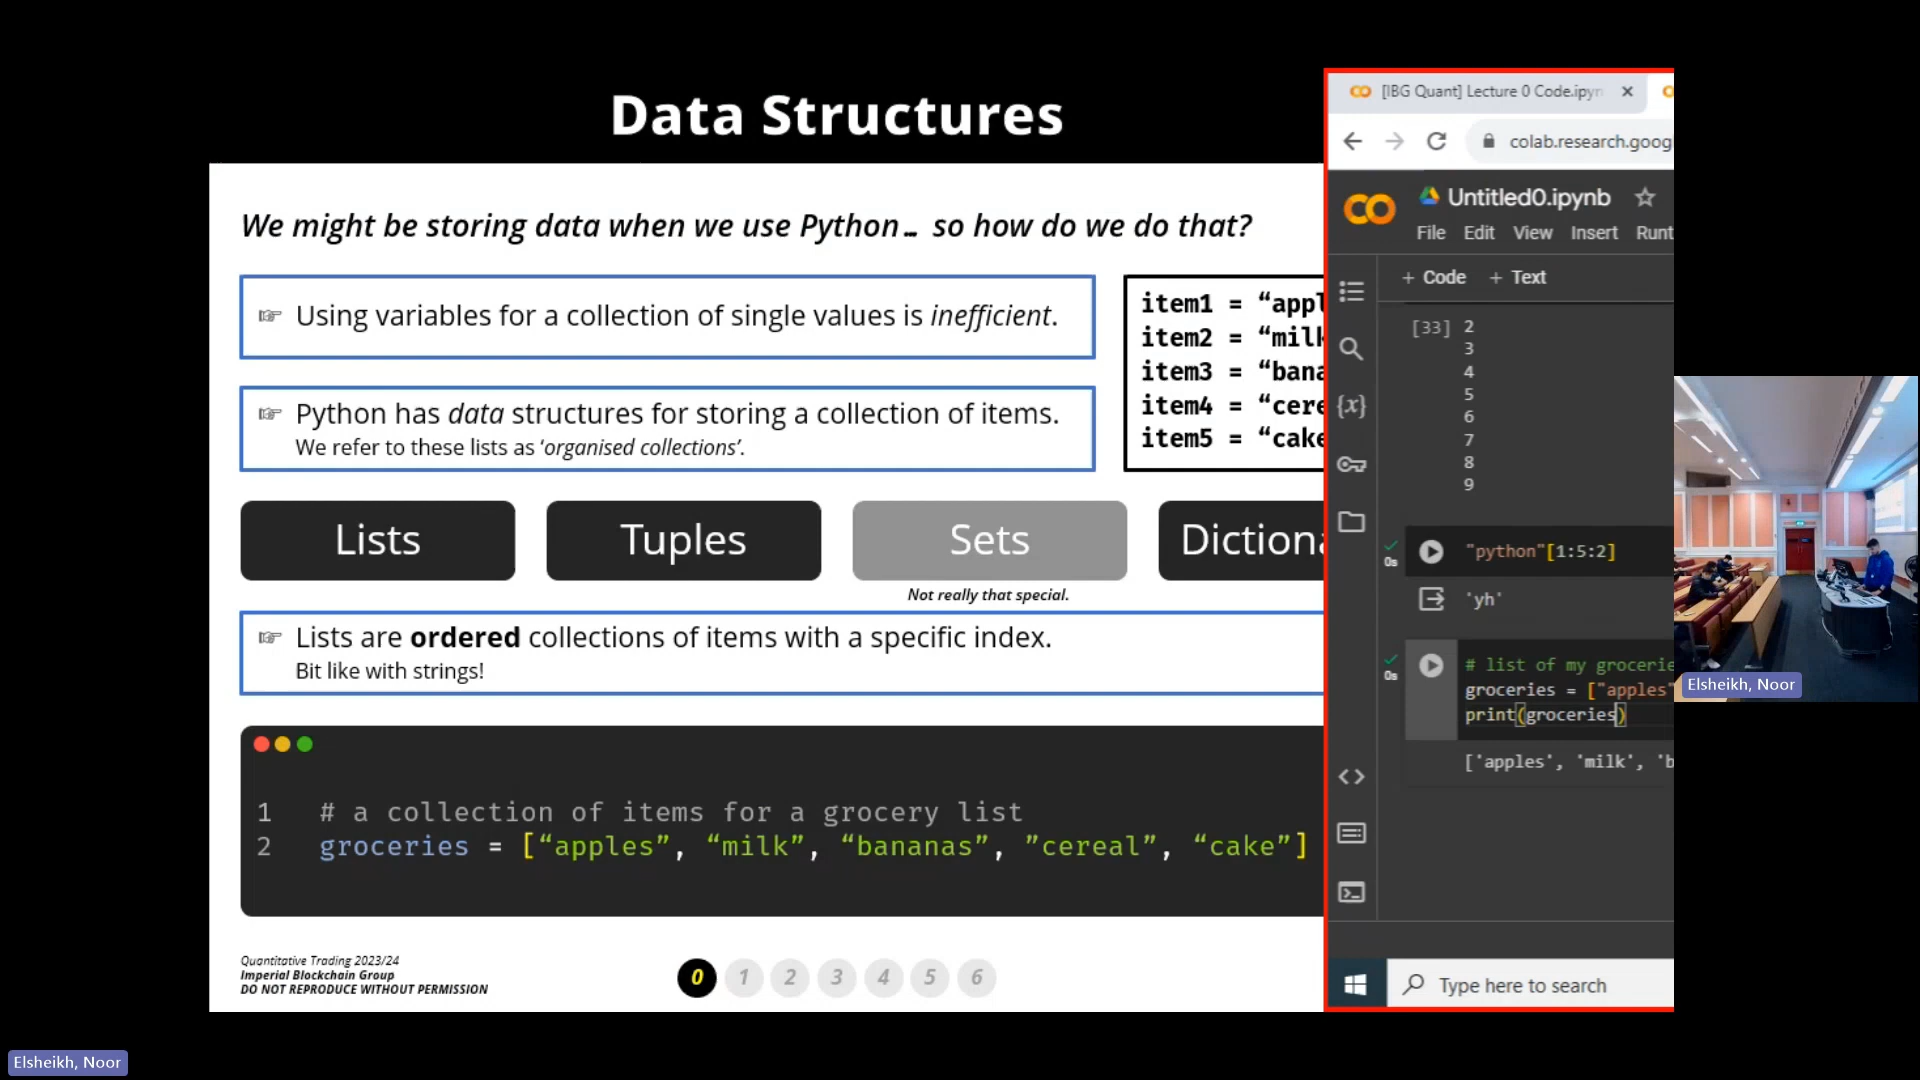 Data Structures
We might be storing data when we use Python… so how do we do that?
☞ Using variables for a collection of single values is inefficient.
☞ Python has data structures for storing a collection of items.
We refer to these lists as ‘organised collections’.
item1 = “appl
item2 = “milk
item3 = “bana
item4 = “cere
item5 = “cake
Lists
Tuples
Sets
Dictiona
Not really that special.
☞ Lists are ordered collections of items with a specific index.
Bit like with strings!
1 # a collection of items for a grocery list
2 groceries = [“apples”, “milk”, “bananas”, ”cereal”, “cake”]
Quantitative Trading 2023/24
Imperial Blockchain Group
DO NOT REPRODUCE WITHOUT PERMISSION
0 1 2 3 4 5 6
[IBG Quant] Lecture 0 Code.ipyn
colab.research.goog
Untitled0.ipynb
File Edit View Insert Runt
+ Code + Text
[33] 2
3
4
5
6
7
8
9
0s
"python"[1:5:2]
'yh'
0s
# list of my grocerie
groceries = ["apples"
print(groceries)
['apples', 'milk', 'b
Type here to search
Elsheikh, Noor
Elsheikh, Noor